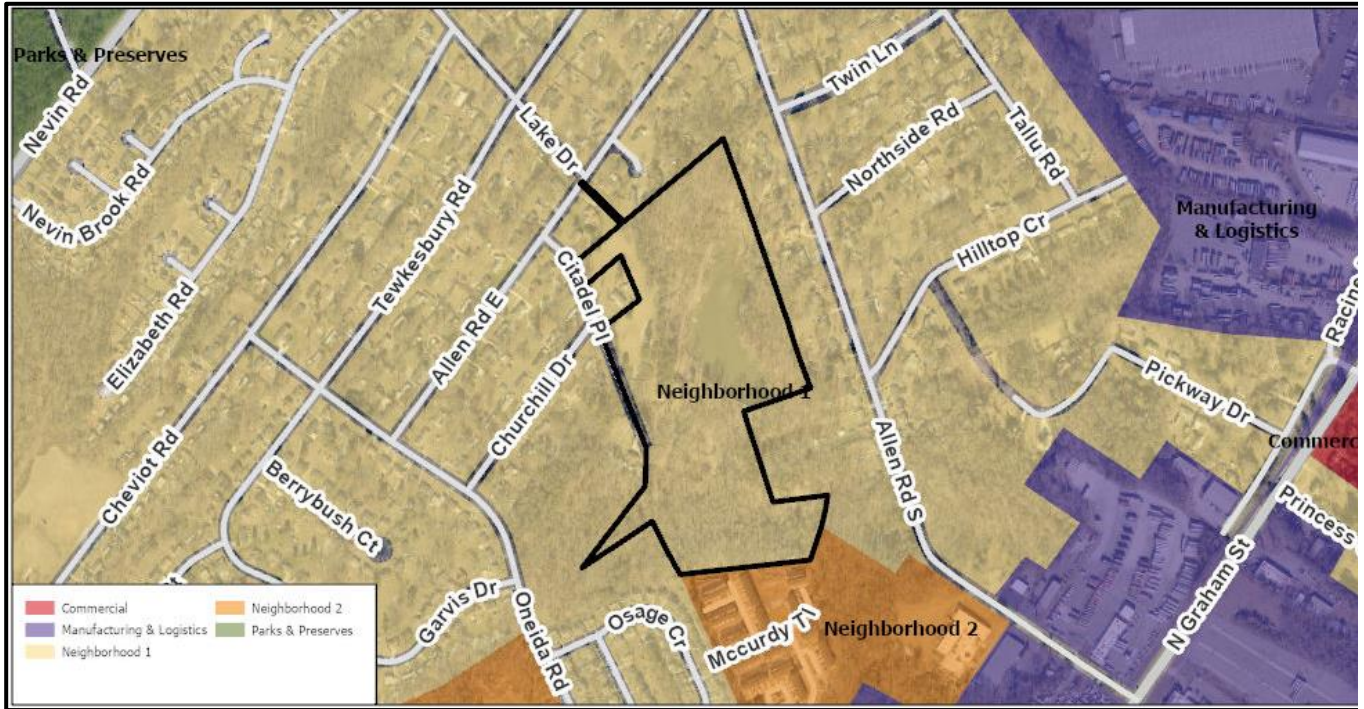 Parks & Preserves
Nevin Rd
Nevin Brook Rd
Elizabeth Rd
Cheviot Rd
Tewkesbury Rd
Lake Dr
Allen Rd E
Citadel Pl
Churchill Dr
Berrybush Ct
Garvis Dr
Oneida Rd
Osage Cr
Mccurdy Tl
Neighborhood 1
Neighborhood 2
Twin Ln
Northside Rd
Tallu Rd
Hilltop Cr
Allen Rd S
Pickway Dr
Manufacturing
& Logistics
Racine
Commerc
Princess
N Graham St
Commercial
Manufacturing & Logistics
Neighborhood 1
Neighborhood 2
Parks & Preserves